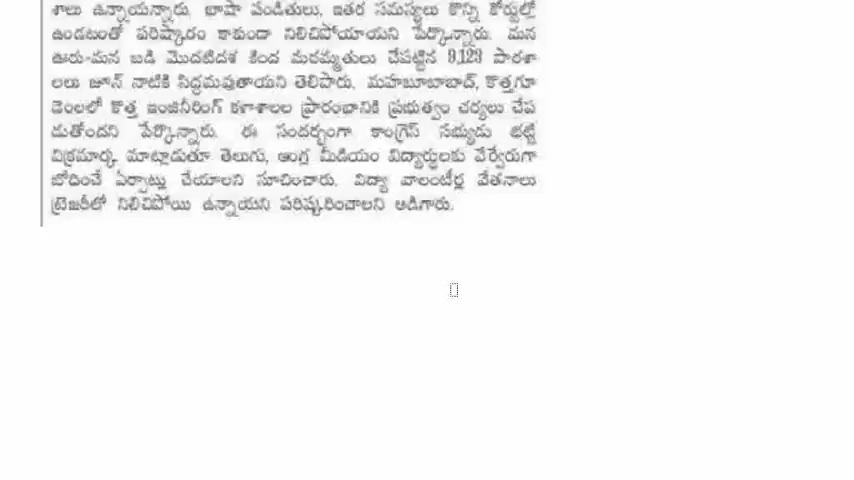 శాలు ఉన్నాయన్నారు. భాషా పండితులు, ఇతర సమస్యలు కొన్ని కోర్టుల్లో
ఉండటంతో పరిష్కారం కాకుండా నిలిచిపోయాయని పేర్కొన్నారు. మన
ఊరు-మన బడి మొదటిదశ కింద మరమ్మతులు చేపట్టిన 9,123 పాఠశా
లలు జూన్ నాటికి సిద్ధమవుతాయని తెలిపారు. మహబూబాబాద్, కొత్తగూ
డెంలలో కొత్త ఇంజినీరింగ్ కళాశాలల ప్రారంభానికి ప్రభుత్వం చర్యలు చేప
డుతోందని పేర్కొన్నారు. ఈ సందర్భంగా కాంగ్రెస్ సభ్యుడు భట్టి
విక్రమార్క మాట్లాడుతూ తెలుగు, ఆంగ్ల మీడియం విద్యార్థులకు వేర్వేరుగా
బోధించే ఏర్పాట్లు చేయాలని సూచించారు. విద్యా వాలంటీర్ల వేతనాలు
ట్రెజరీలో నిలిచిపోయి ఉన్నాయని పరిష్కరించాలని అడిగారు.